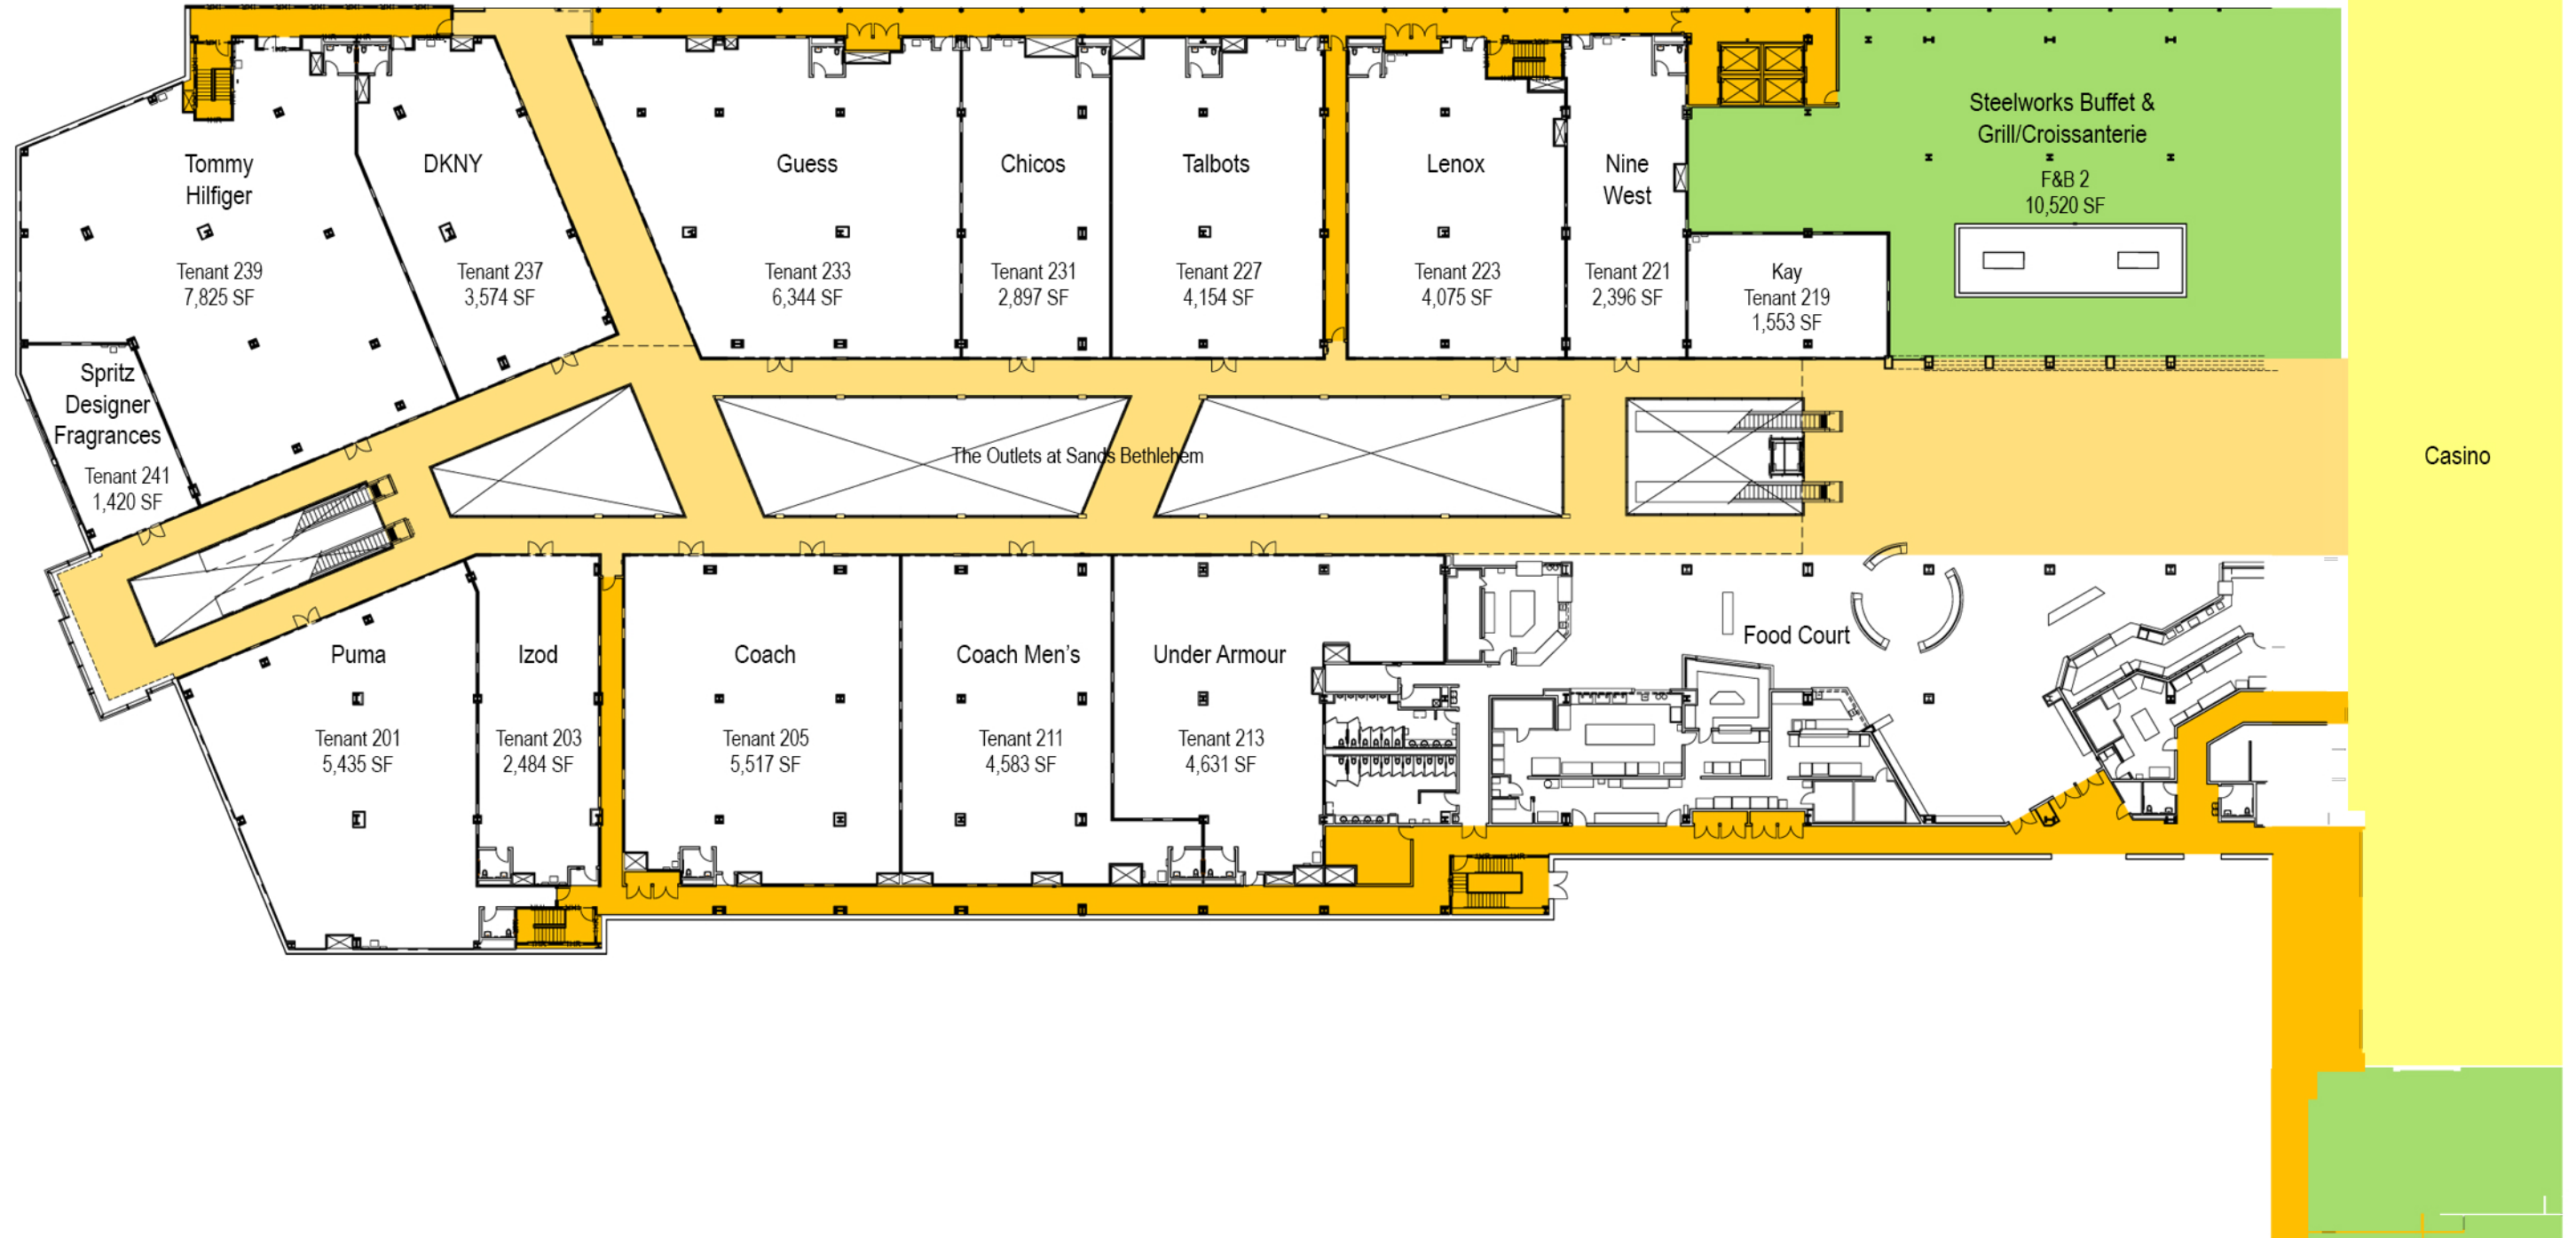 Tommy
Hilfiger
Tenant 239
7,825 SF
DKNY
Tenant 237
3,574 SF
Guess
Tenant 233
6,344 SF
Chicos
Tenant 231
2,897 SF
Talbots
Tenant 227
4,154 SF
Lenox
Tenant 223
4,075 SF
Nine
West
Tenant 221
2,396 SF
Kay
Tenant 219
1,553 SF
Steelworks Buffet &
Grill/Croissanterie
F&B 2
10,520 SF
Spritz
Designer
Fragrances
Tenant 241
1,420 SF
The Outlets at Sands Bethlehem
Casino
Puma
Tenant 201
5,435 SF
Izod
Tenant 203
2,484 SF
Coach
Tenant 205
5,517 SF
Coach Men's
Tenant 211
4,583 SF
Under Armour
Tenant 213
4,631 SF
Food Court